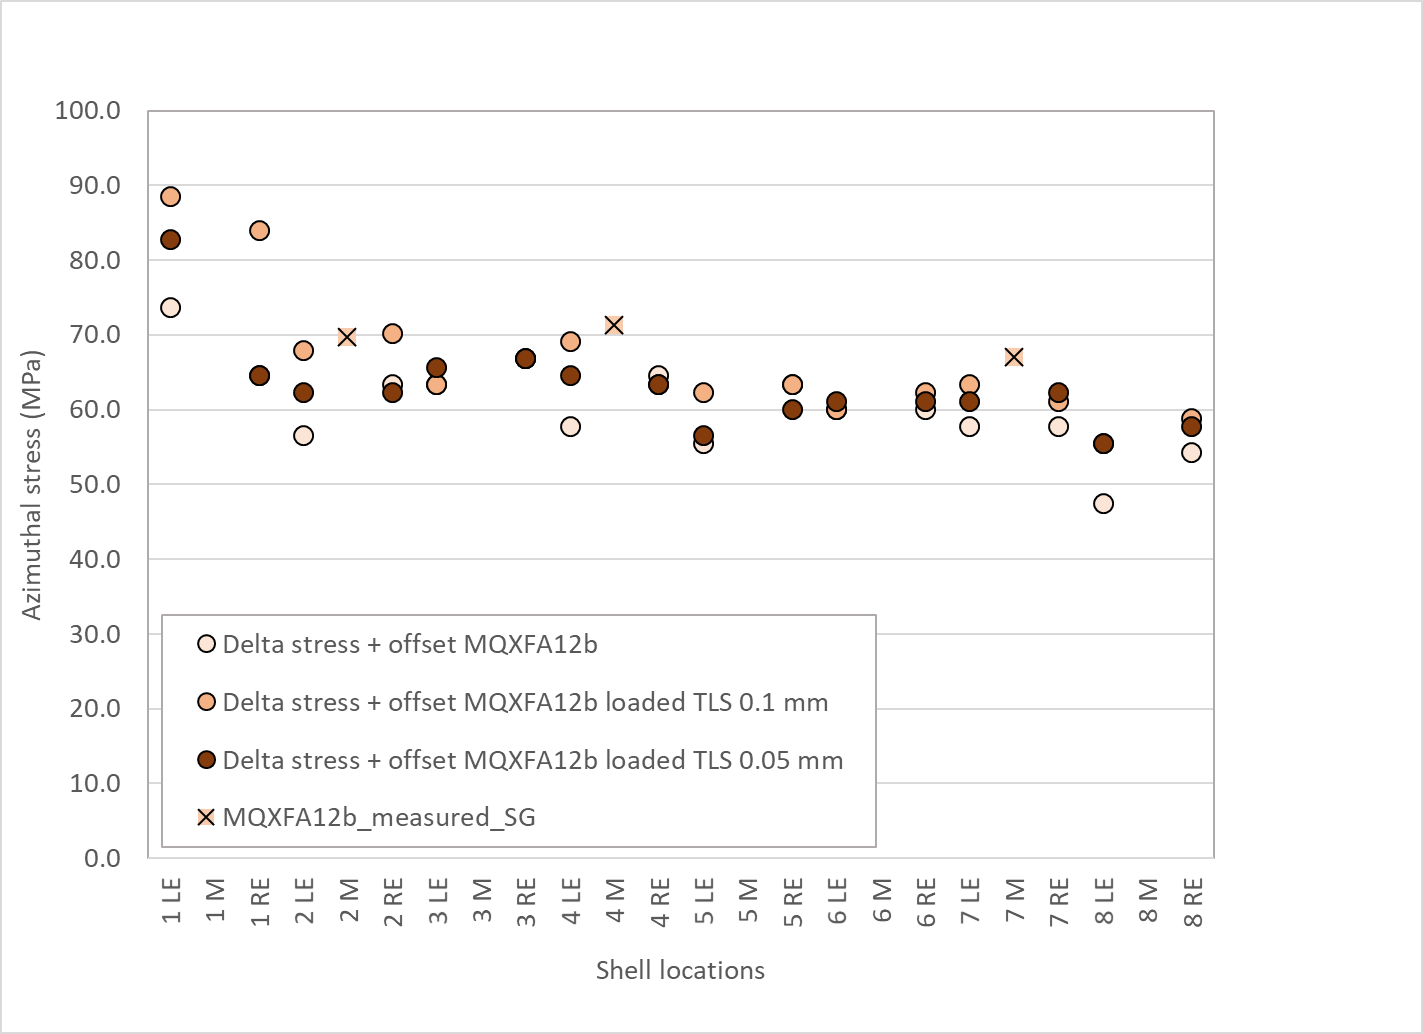 100.0
90.0
80.0
70.0
60.0
50.0
40.0
30.0
20.0
10.0
0.0
Azimuthal stress (MPa)
Delta stress + offset MQXFA12b
Delta stress + offset MQXFA12b loaded TLS 0.1 mm
Delta stress + offset MQXFA12b loaded TLS 0.05 mm
MQXFA12b_measured_SG
1 LE
1 M
1 RE
2 LE
2 M
2 RE
3 LE
3 M
3 RE
4 LE
4 M
4 RE
5 LE
5 M
5 RE
6 LE
6 M
6 RE
7 LE
7 M
7 RE
8 LE
8 M
8 RE
Shell locations